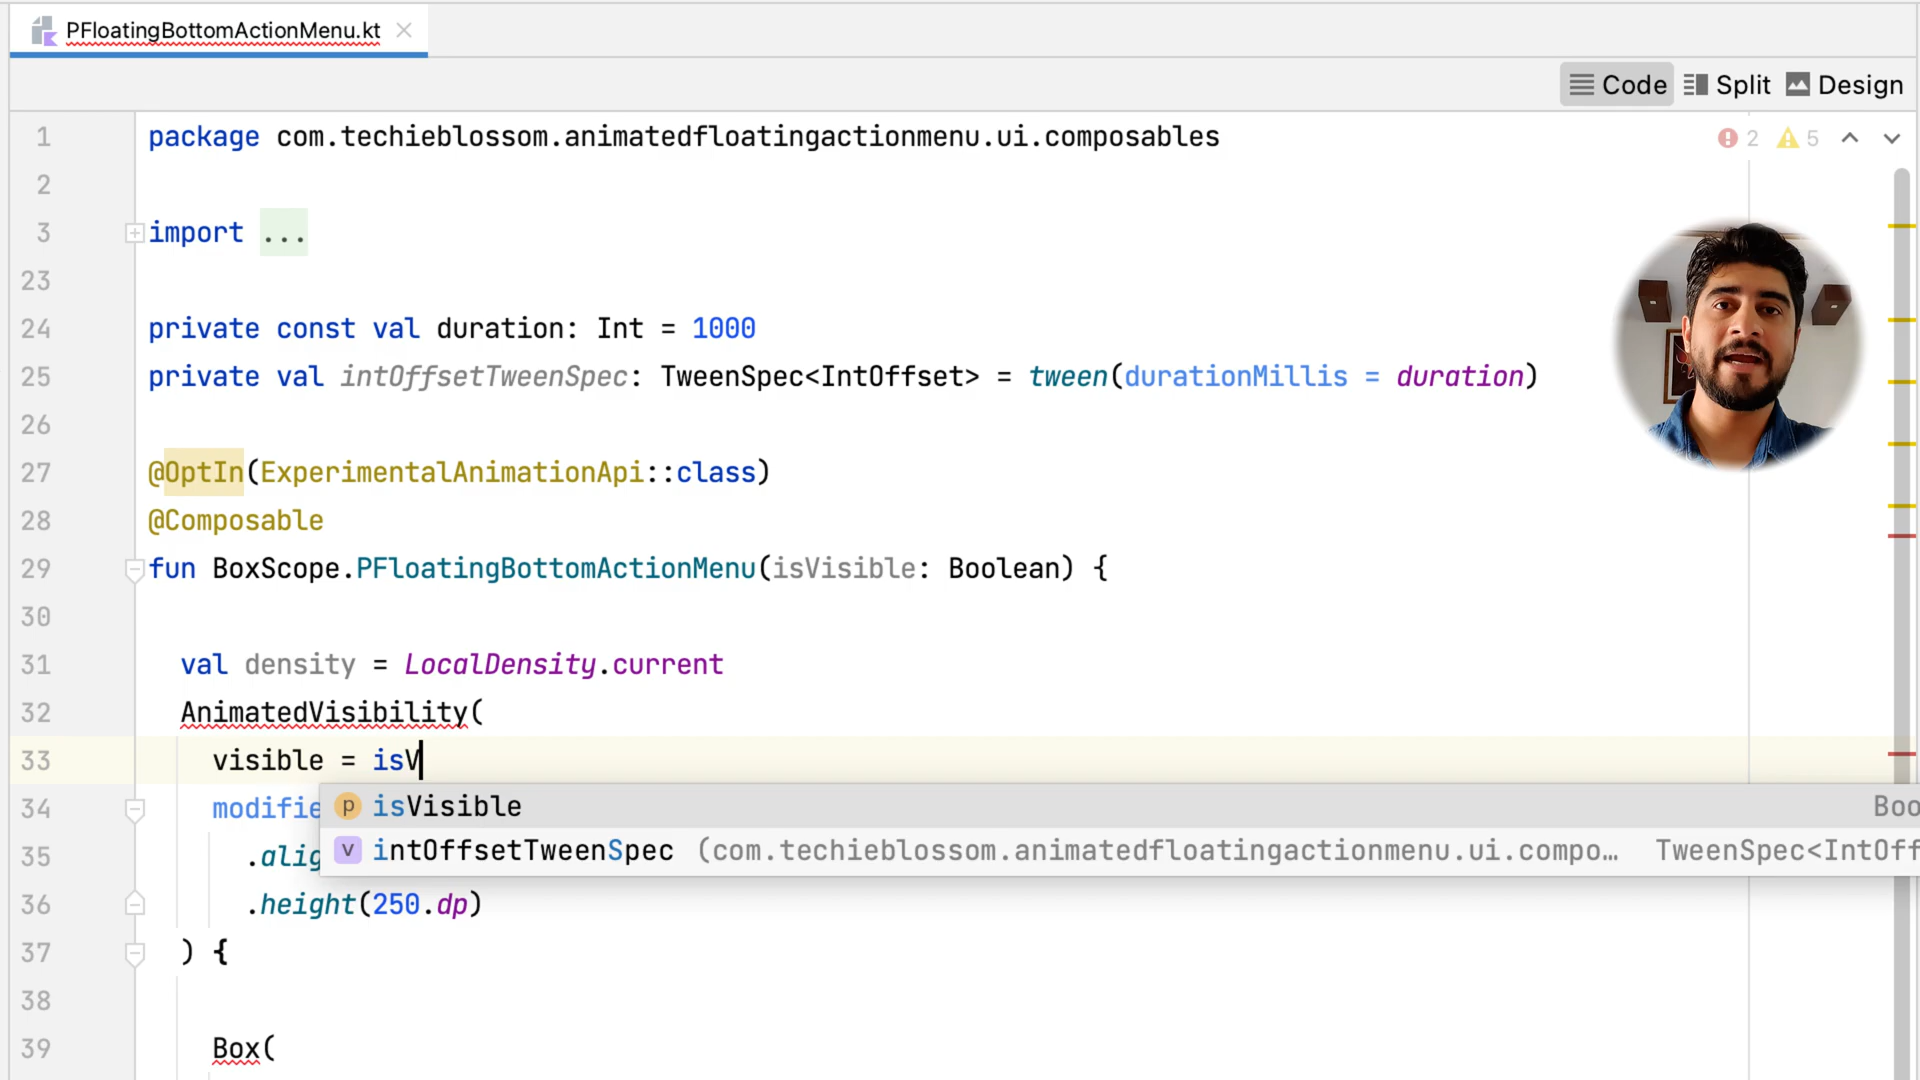 PFloatingBottomActionMenu.kt
Code Split Design
1 package com.techieblossom.animatedfloatingactionmenu.ui.composables 2 5
2
3 import ...
23
24 private const val duration: Int = 1000
25 private val intOffsetTweenSpec: TweenSpec<IntOffset> = tween(durationMillis = duration)
26
27 @OptIn(ExperimentalAnimationApi::class)
28 @Composable
29 fun BoxScope.PFloatingBottomActionMenu(isVisible: Boolean) {
30
31 val density = LocalDensity.current
32 AnimatedVisibility(
33 visible = isV
34 modifie
p isVisible Boo
v intOffsetTweenSpec (com.techieblossom.animatedfloatingactionmenu.ui.compo… TweenSpec<IntOff
35 .alig
36 .height(250.dp)
37 ) {
38
39 Box(